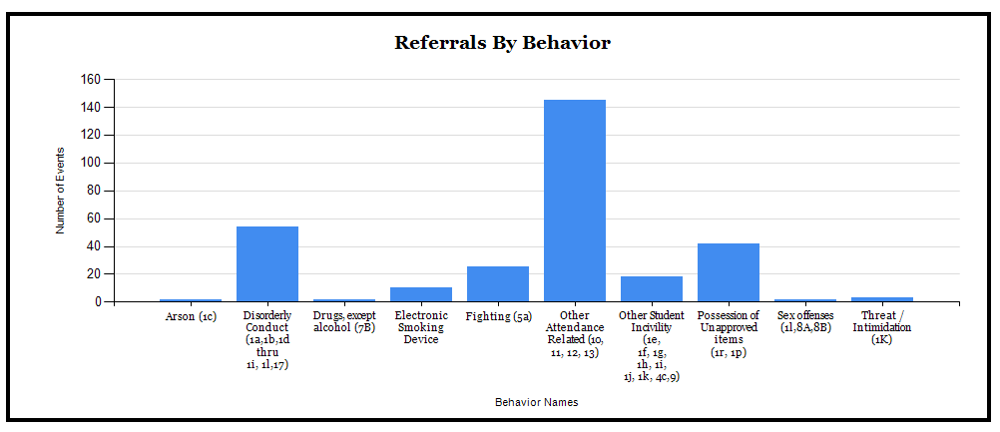 Referrals By Behavior
160
140
120
100
80
60
40
20
0
Number of Events
Arson (1c)
Disorderly
Conduct
(1a,1b,1d
thru
1i, 1l,17)
Drugs, except
alcohol (7B)
Electronic
Smoking
Device
Fighting (5a)
Other
Attendance
Related (10,
11, 12, 13)
Other Student
Incivility
(1e,
1f, 1g,
1h, 1i,
1j, 1k, 4c,9)
Possession of
Unapproved
items
(1r, 1p)
Sex offenses
(1l,8A,8B)
Threat /
Intimidation
(1K)
Behavior Names